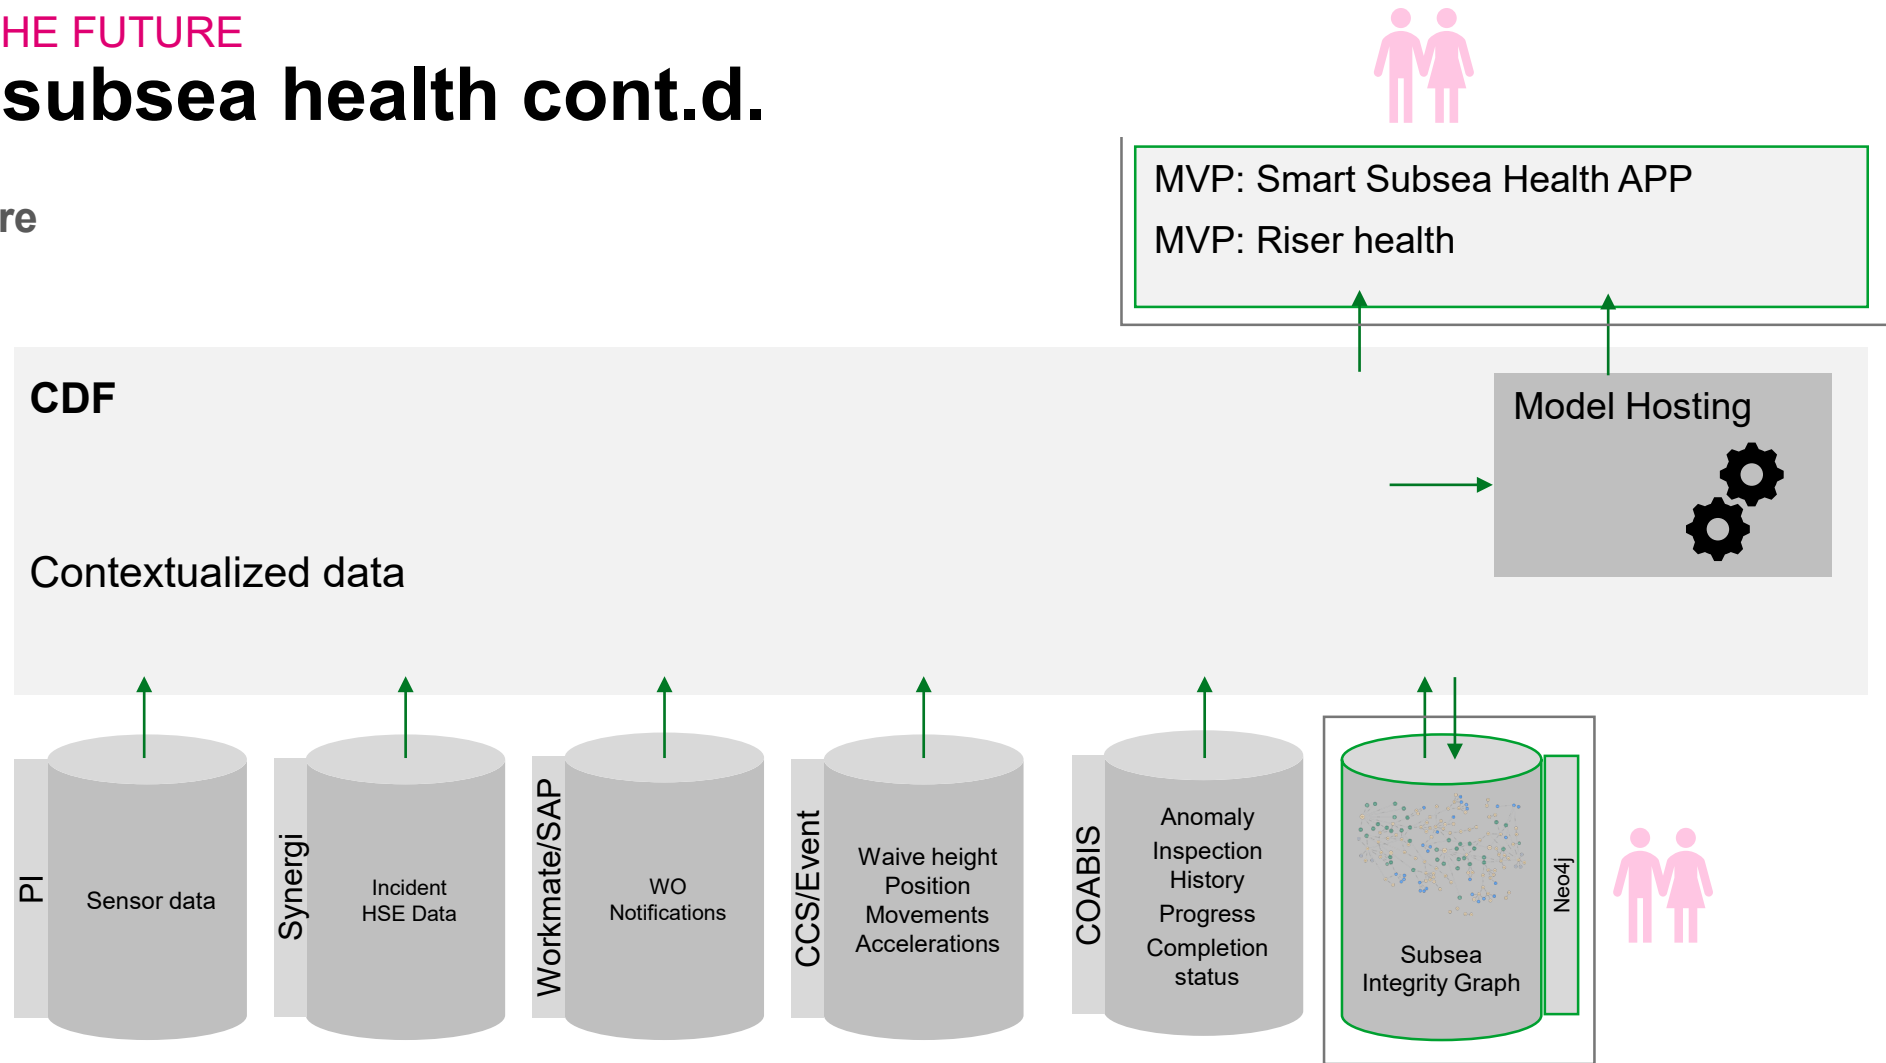 HE FUTURE
subsea health cont.d.
re
MVP: Smart Subsea Health APP
MVP: Riser health
CDF
Model Hosting
Contextualized data
PI
Sensor data
Synergi
Incident
HSE Data
Workmate/SAP
WO
Notifications
CCS/Event
Waive height
Position
Movements
Accelerations
COABIS
Anomaly
Inspection
History
Progress
Completion
status
Subsea
Integrity Graph
Neo4j